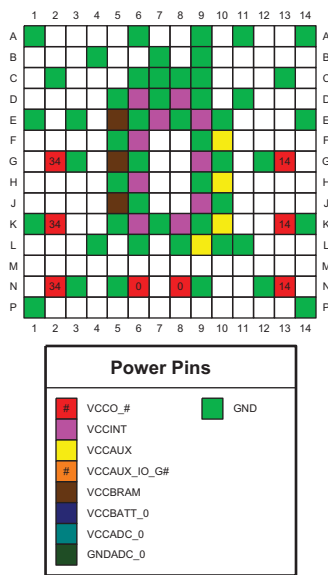 1 2 3 4 5 6 7 8 9 10 11 12 13 14
A A
B B
C C
D D
E E
F F
G 34 14 G
H H
J J
K 34 14 K
L L
M M
N 34 0 0 14 N
P P
1 2 3 4 5 6 7 8 9 10 11 12 13 14
Power Pins
# VCCO_# GND
VCCINT
VCCAUX
# VCCAUX_IO_G#
VCCBRAM
VCCBATT_0
VCCADC_0
GNDADC_0